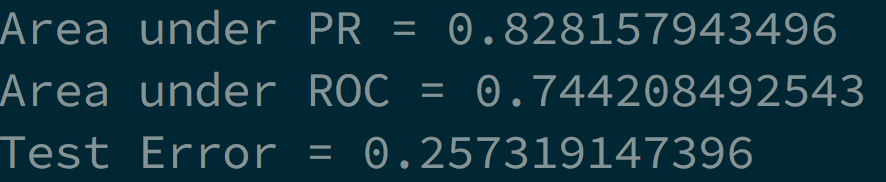 Area under PR = 0.828157943496
Area under ROC = 0.744208492543
Test Error = 0.257319147396